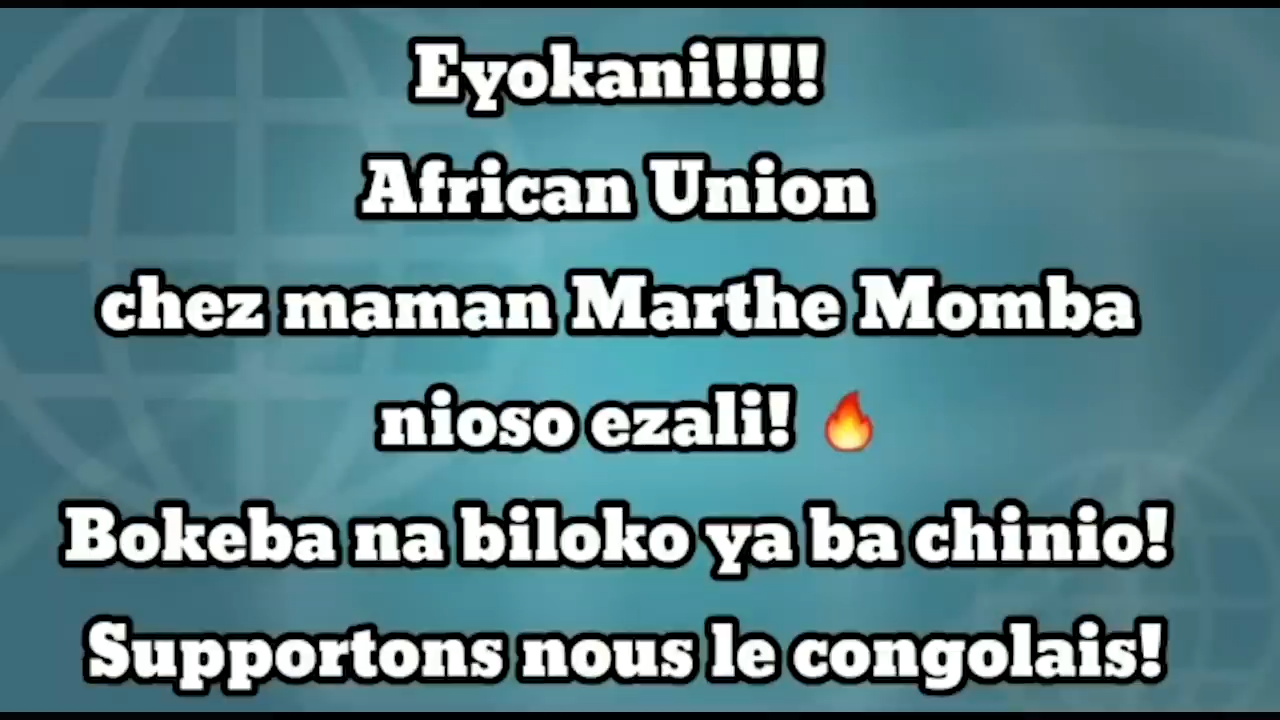 Eyokani!!!!
African Union
chez maman Marthe Momba
nioso ezali! 🔥
Bokeba na biloko ya ba chinio!
Supportons nous le congolais!